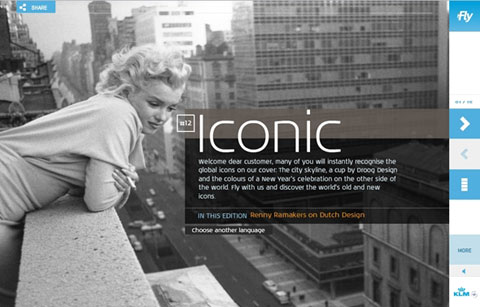 SHARE
iFly
#12
Iconic
Welcome dear customer, many of you will instantly recognise the
global icons on our cover. The city skyline, a cup by Droog Design
and the colours of a New Year's celebration on the other side of
the world. Fly with us and discover the world's old and new
icons.
IN THIS EDITION Renny Ramakers on Dutch Design
Choose another language
MORE
KLM